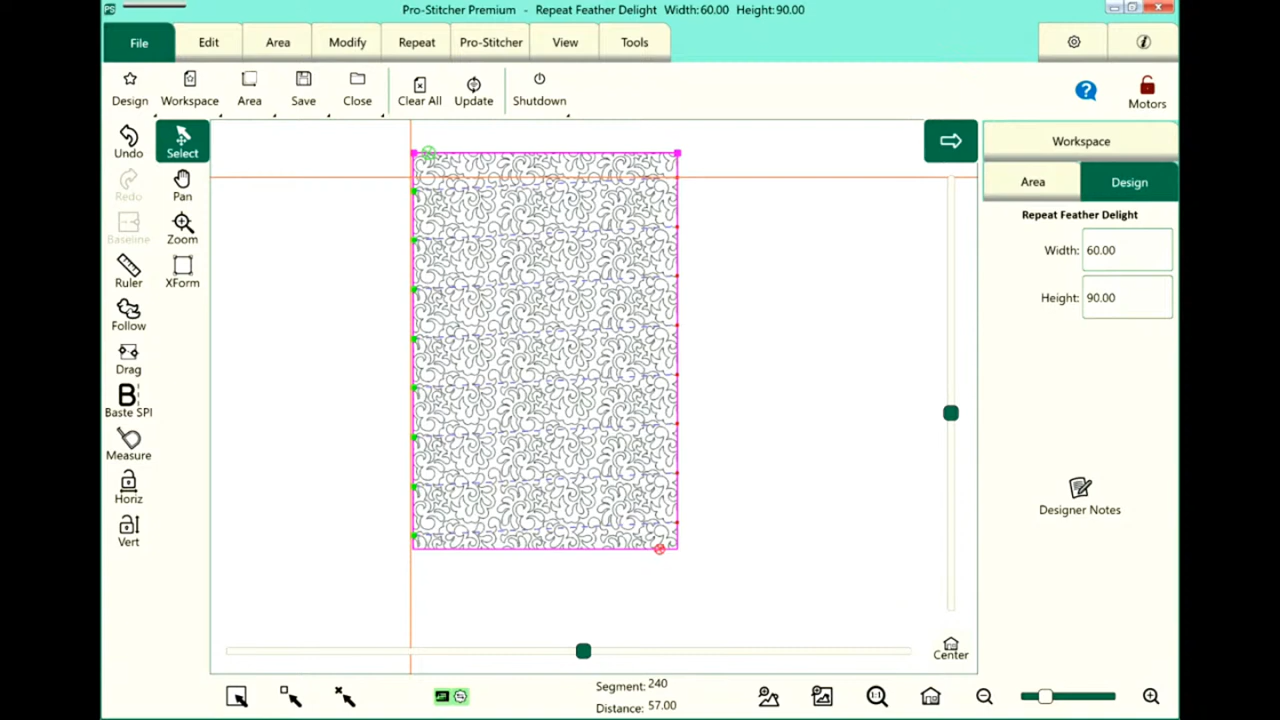 PS
Pro-Stitcher Premium - Repeat Feather Delight Width:60.00 Height:90.00
File Edit Area Modify Repeat Pro-Stitcher View Tools
Design Workspace Area Save Close Clear All Update Shutdown ? Motors
Undo Select
Redo Pan
Baseline Zoom
Ruler XForm
Follow
Drag
Baste SPI
Measure
Horiz
Vert
Workspace
Area Design
Repeat Feather Delight
Width: 60.00
Height: 90.00
Designer Notes
Center
Segment: 240
Distance: 57.00